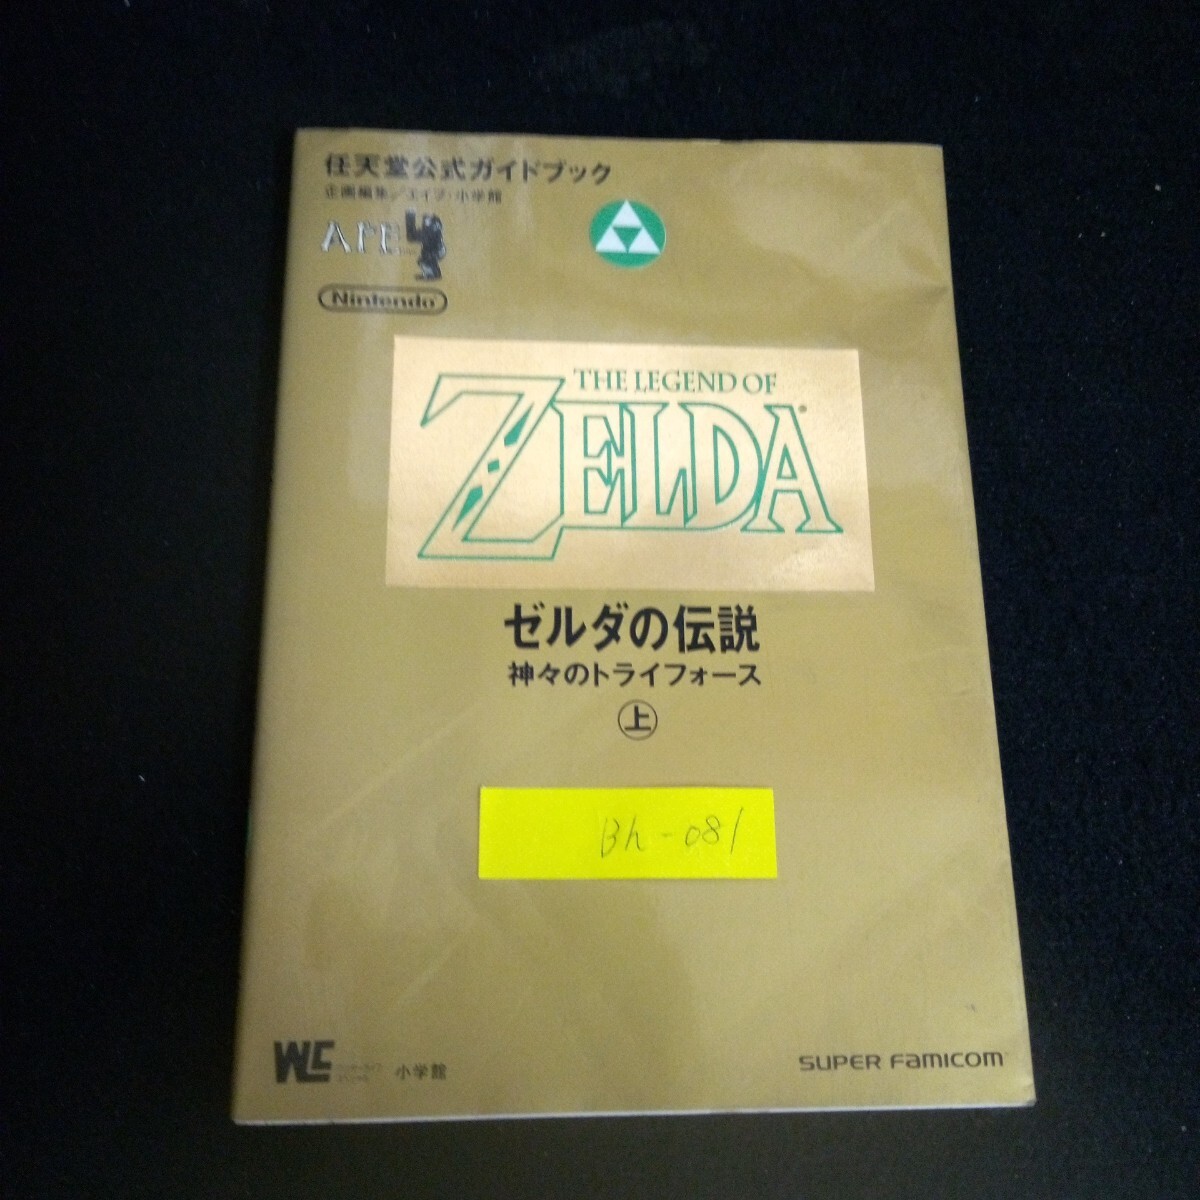 任天堂公式ガイドブック
企画編集／エイプ・小学館
APE
Nintendo
THE LEGEND OF
ZELDA
ゼルダの伝説
神々のトライフォース
上
Bh-081
WLS 小学館
SUPER FAMICOM